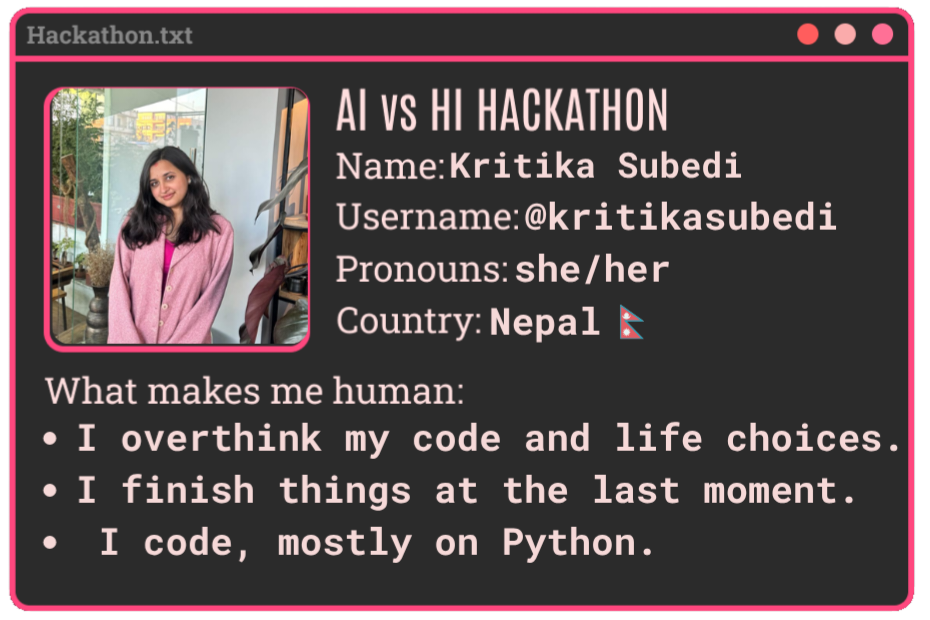 Hackathon.txt
AI vs HI HACKATHON
Name: Kritika Subedi
Username: @kritikasubedi
Pronouns: she/her
Country: Nepal 🇳🇵
What makes me human:
• I overthink my code and life choices.
• I finish things at the last moment.
• I code, mostly on Python.